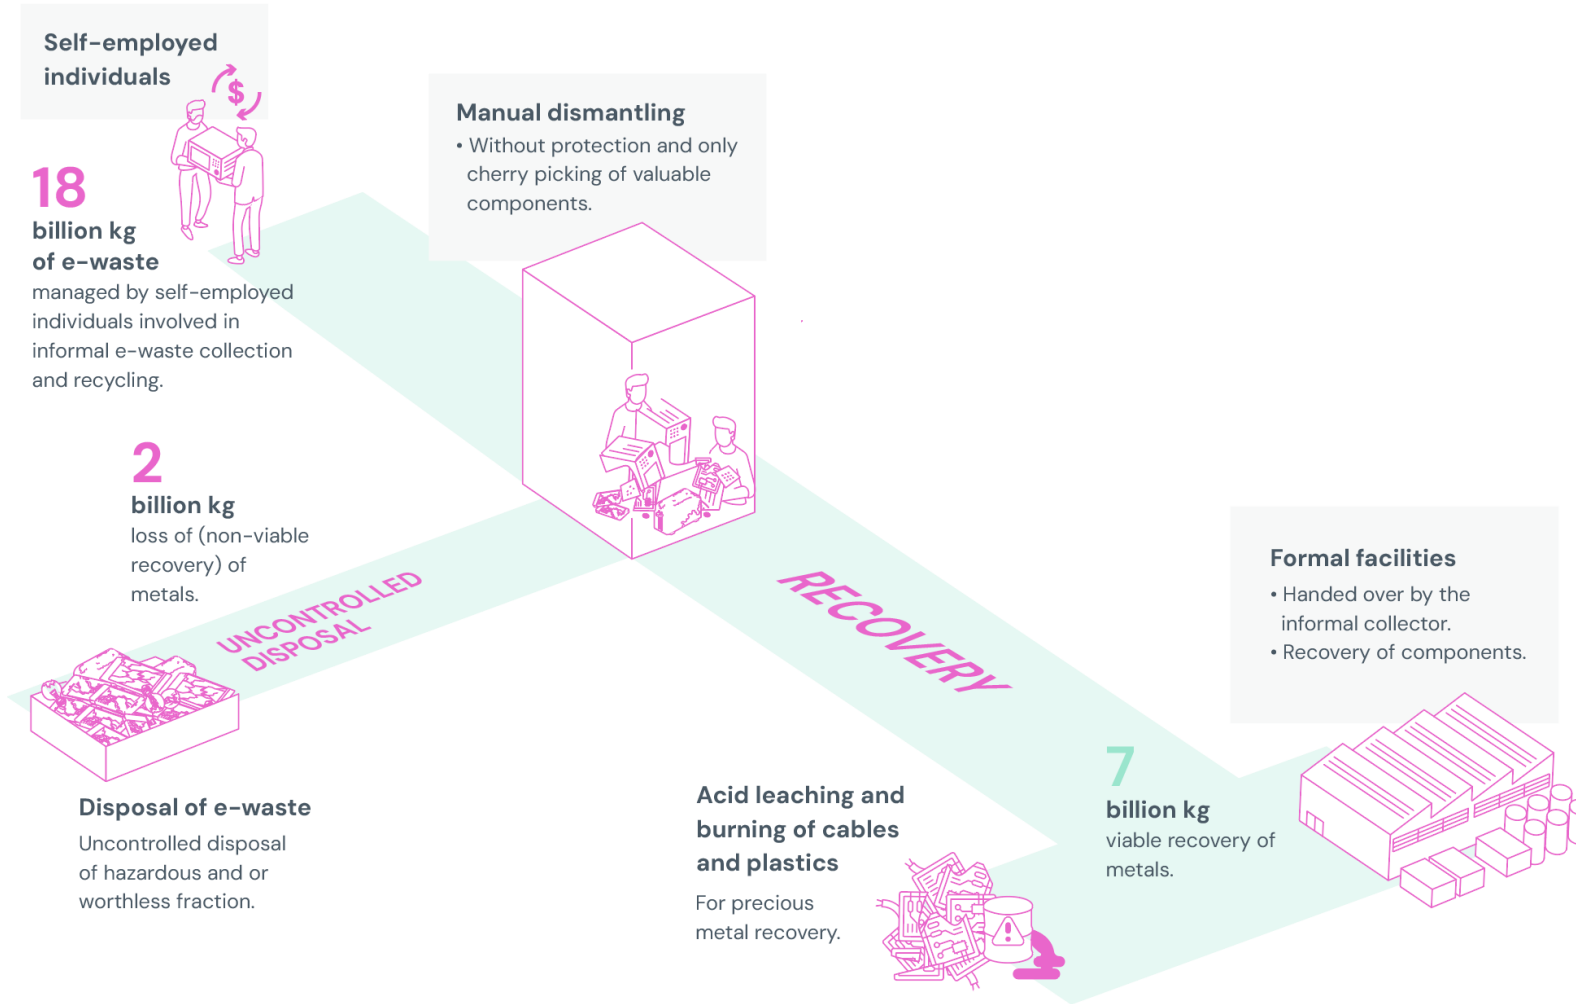 Self-employed
individuals
$
18
billion kg
of e-waste
managed by self-employed
individuals involved in
informal e-waste collection
and recycling.
Manual dismantling
• Without protection and only
cherry picking of valuable
components.
2
billion kg
loss of (non-viable
recovery) of
metals.
UNCONTROLLED
DISPOSAL
Disposal of e-waste
Uncontrolled disposal
of hazardous and or
worthless fraction.
RECOVERY
Acid leaching and
burning of cables
and plastics
For precious
metal recovery.
7
billion kg
viable recovery of
metals.
Formal facilities
• Handed over by the
informal collector.
• Recovery of components.